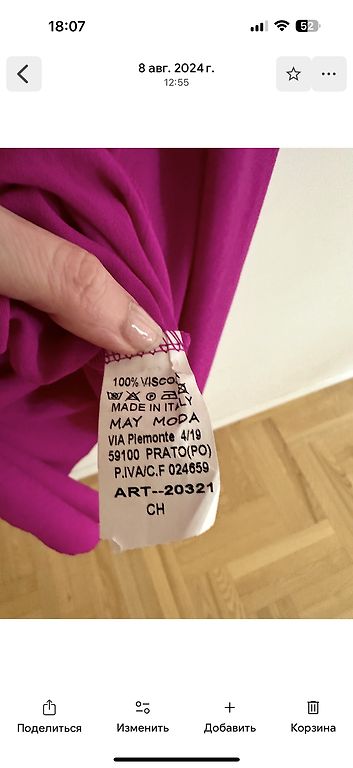 18:07
52
8 авг. 2024 г.
12:55
100% VISCO
MADE IN ITALY
MAY MODA
VIA Piemonte 4/19
59100 PRATO(PO)
P.IVA/C.F 024659
ART--20321
CH
Поделиться
Изменить
Добавить
Корзина